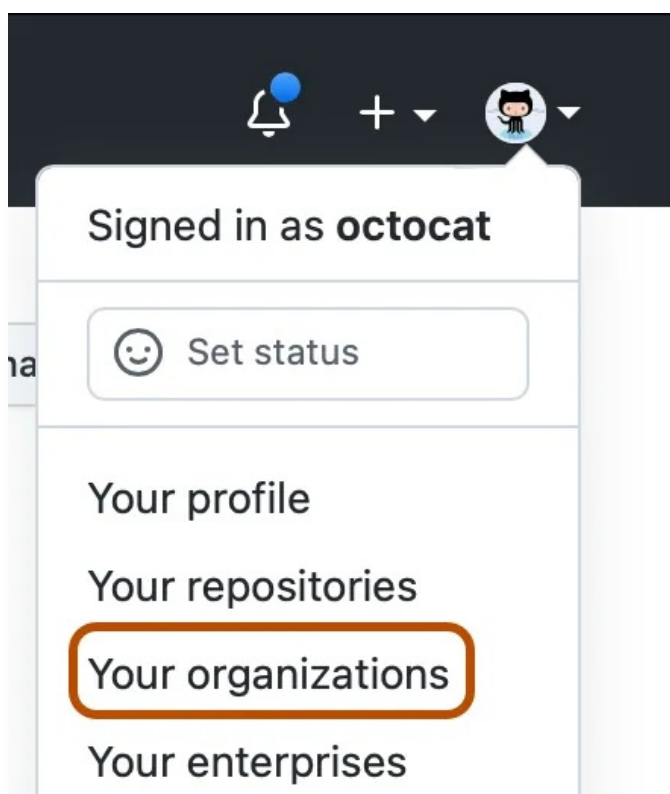 Signed in as octocat
Set status
Your profile
Your repositories
Your organizations
Your enterprises